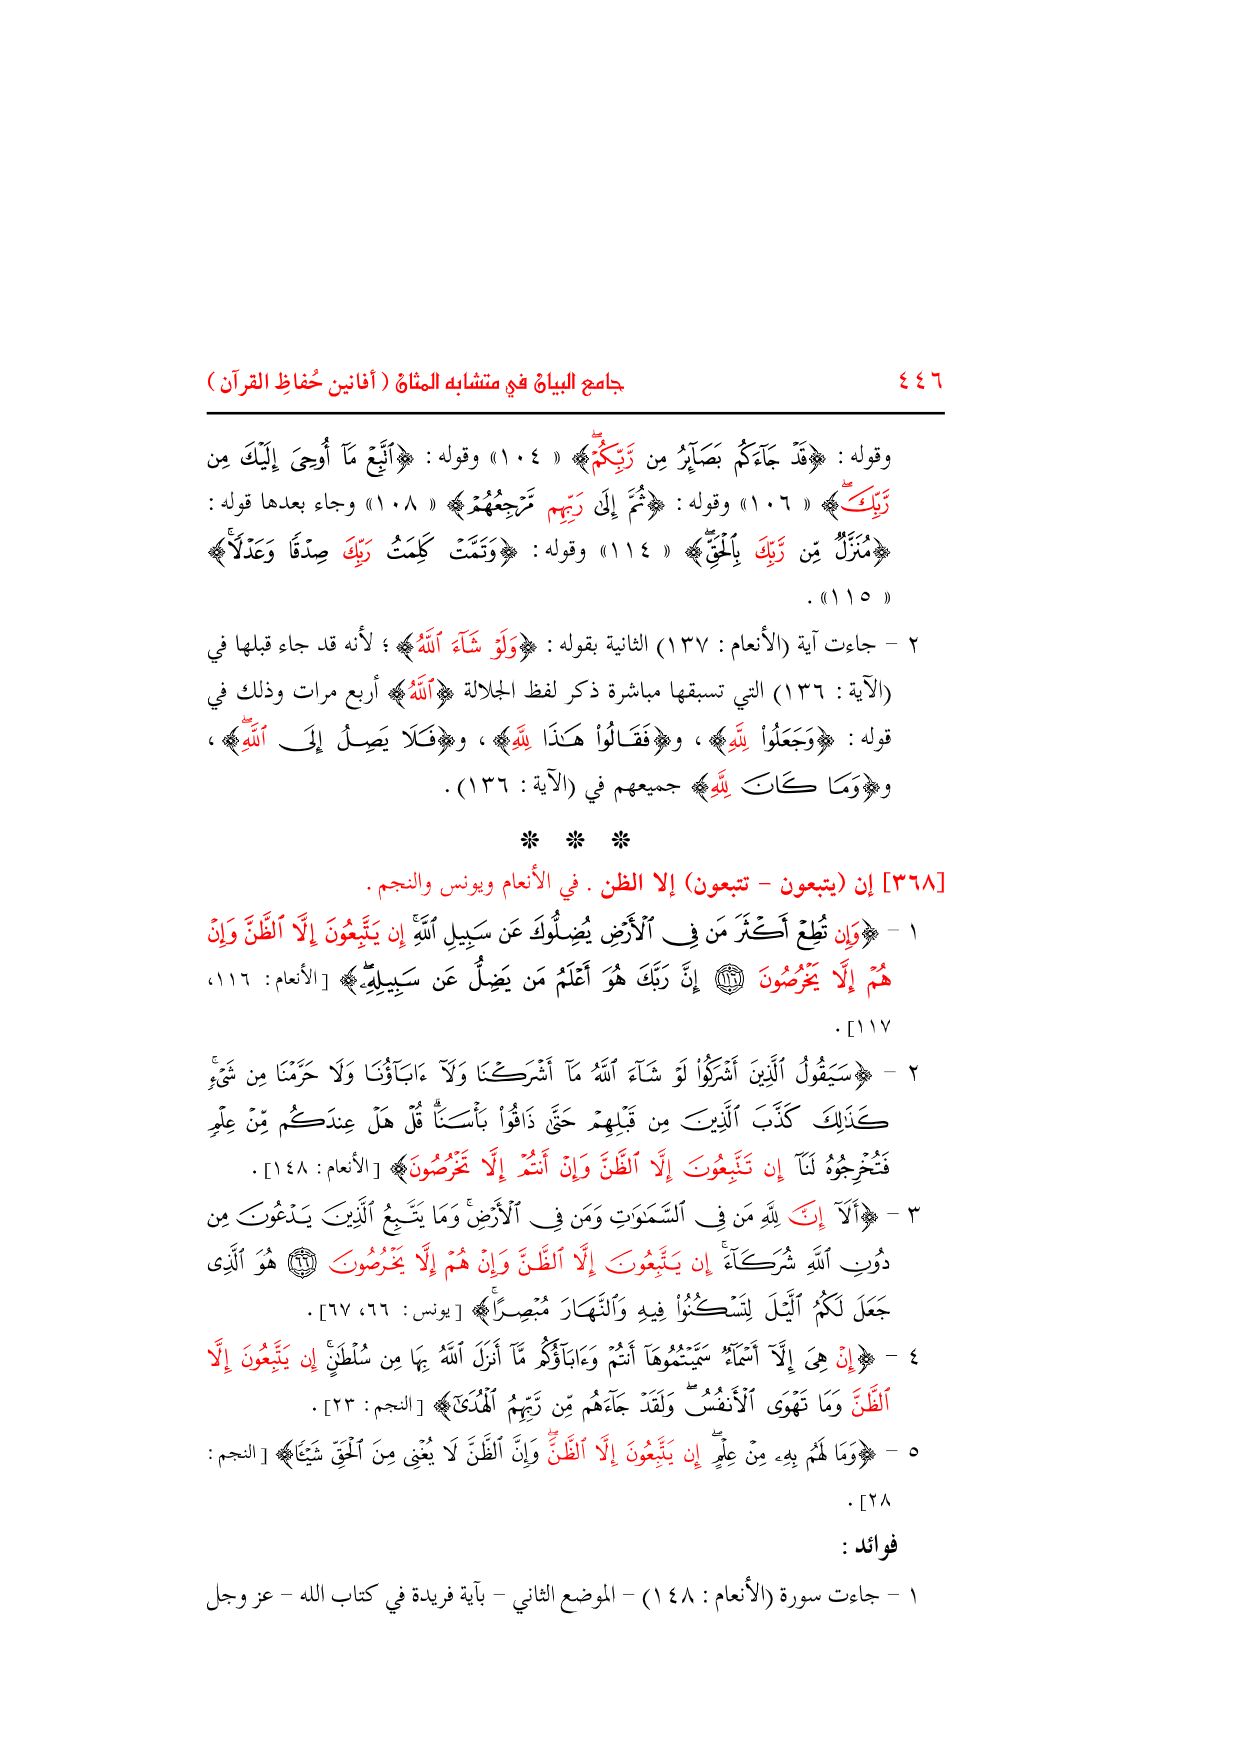 ٤٤٦ جامع البيان في متشابه المثان ( أفانين حُفاظِ القرآن )
وقوله : ﴿قَدْ جَآءَكُم بَصَآئِرُ مِن رَّبِّكُمْۖ﴾ « ١٠٤» وقوله : ﴿ٱتَّبِعْ مَآ أُوحِىَ إِلَيْكَ مِن
رَّبِّكَۖ﴾ « ١٠٦» وقوله : ﴿ثُمَّ إِلَىٰ رَبِّهِم مَّرْجِعُهُمْ﴾ « ١٠٨» وجاء بعدها قوله :
﴿مُنَزَّلٌ مِّن رَّبِّكَ بِٱلْحَقِّۖ﴾ « ١١٤» وقوله : ﴿وَتَمَّتْ كَلِمَتُ رَبِّكَ صِدْقًا وَعَدْلًاۚ﴾
« ١١٥» .
٢ – جاءت آية (الأنعام : ١٣٧) الثانية بقوله : ﴿وَلَوْ شَآءَ ٱللَّهُ﴾ ؛ لأنه قد جاء قبلها في
(الآية : ١٣٦) التي تسبقها مباشرة ذكر لفظ الجلالة ﴿ٱللَّهُ﴾ أربع مرات وذلك في
قوله : ﴿وَجَعَلُوا۟ لِلَّهِ﴾ ، و﴿فَقَالُوا۟ هَـٰذَا لِلَّهِ﴾ ، و﴿فَلَا يَصِلُ إِلَى ٱللَّهِۖ﴾ ،
و﴿وَمَا كَانَ لِلَّهِ﴾ جميعهم في (الآية : ١٣٦) .
❊ ❊ ❊
[٣٦٨] إن (يتبعون – تتبعون) إلا الظن . في الأنعام ويونس والنجم .
١ – ﴿وَإِن تُطِعْ أَكْثَرَ مَن فِى ٱلْأَرْضِ يُضِلُّوكَ عَن سَبِيلِ ٱللَّهِۚ إِن يَتَّبِعُونَ إِلَّا ٱلظَّنَّ وَإِنْ
هُمْ إِلَّا يَخْرُصُونَ ۝١١٦ إِنَّ رَبَّكَ هُوَ أَعْلَمُ مَن يَضِلُّ عَن سَبِيلِهِۦۖ﴾ [الأنعام : ١١٦،
١١٧] .
٢ – ﴿سَيَقُولُ ٱلَّذِينَ أَشْرَكُوا۟ لَوْ شَآءَ ٱللَّهُ مَآ أَشْرَكْنَا وَلَآ ءَابَآؤُنَا وَلَا حَرَّمْنَا مِن شَىْءٍۚ
كَذَٰلِكَ كَذَّبَ ٱلَّذِينَ مِن قَبْلِهِمْ حَتَّىٰ ذَاقُوا۟ بَأْسَنَاۗ قُلْ هَلْ عِندَكُم مِّنْ عِلْمٍ
فَتُخْرِجُوهُ لَنَآ إِن تَتَّبِعُونَ إِلَّا ٱلظَّنَّ وَإِنْ أَنتُمْ إِلَّا تَخْرُصُونَ﴾ [الأنعام : ١٤٨] .
٣ – ﴿أَلَآ إِنَّ لِلَّهِ مَن فِى ٱلسَّمَـٰوَٰتِ وَمَن فِى ٱلْأَرْضِۗ وَمَا يَتَّبِعُ ٱلَّذِينَ يَدْعُونَ مِن
دُونِ ٱللَّهِ شُرَكَآءَۚ إِن يَتَّبِعُونَ إِلَّا ٱلظَّنَّ وَإِنْ هُمْ إِلَّا يَخْرُصُونَ ۝٦٦ هُوَ ٱلَّذِى
جَعَلَ لَكُمُ ٱلَّيْلَ لِتَسْكُنُوا۟ فِيهِ وَٱلنَّهَارَ مُبْصِرًاۚ﴾ [يونس : ٦٦، ٦٧] .
٤ – ﴿إِنْ هِىَ إِلَّآ أَسْمَآءٌ سَمَّيْتُمُوهَآ أَنتُمْ وَءَابَآؤُكُم مَّآ أَنزَلَ ٱللَّهُ بِهَا مِن سُلْطَـٰنٍۚ إِن يَتَّبِعُونَ إِلَّا
ٱلظَّنَّ وَمَا تَهْوَى ٱلْأَنفُسُۖ وَلَقَدْ جَآءَهُم مِّن رَّبِّهِمُ ٱلْهُدَىٰٓ﴾ [النجم : ٢٣] .
٥ – ﴿وَمَا لَهُم بِهِۦ مِنْ عِلْمٍۖ إِن يَتَّبِعُونَ إِلَّا ٱلظَّنَّۖ وَإِنَّ ٱلظَّنَّ لَا يُغْنِى مِنَ ٱلْحَقِّ شَيْـًٔا﴾ [النجم :
٢٨] .
فوائد :
١ – جاءت سورة (الأنعام : ١٤٨) – الموضع الثاني – بآية فريدة في كتاب الله – عز وجل